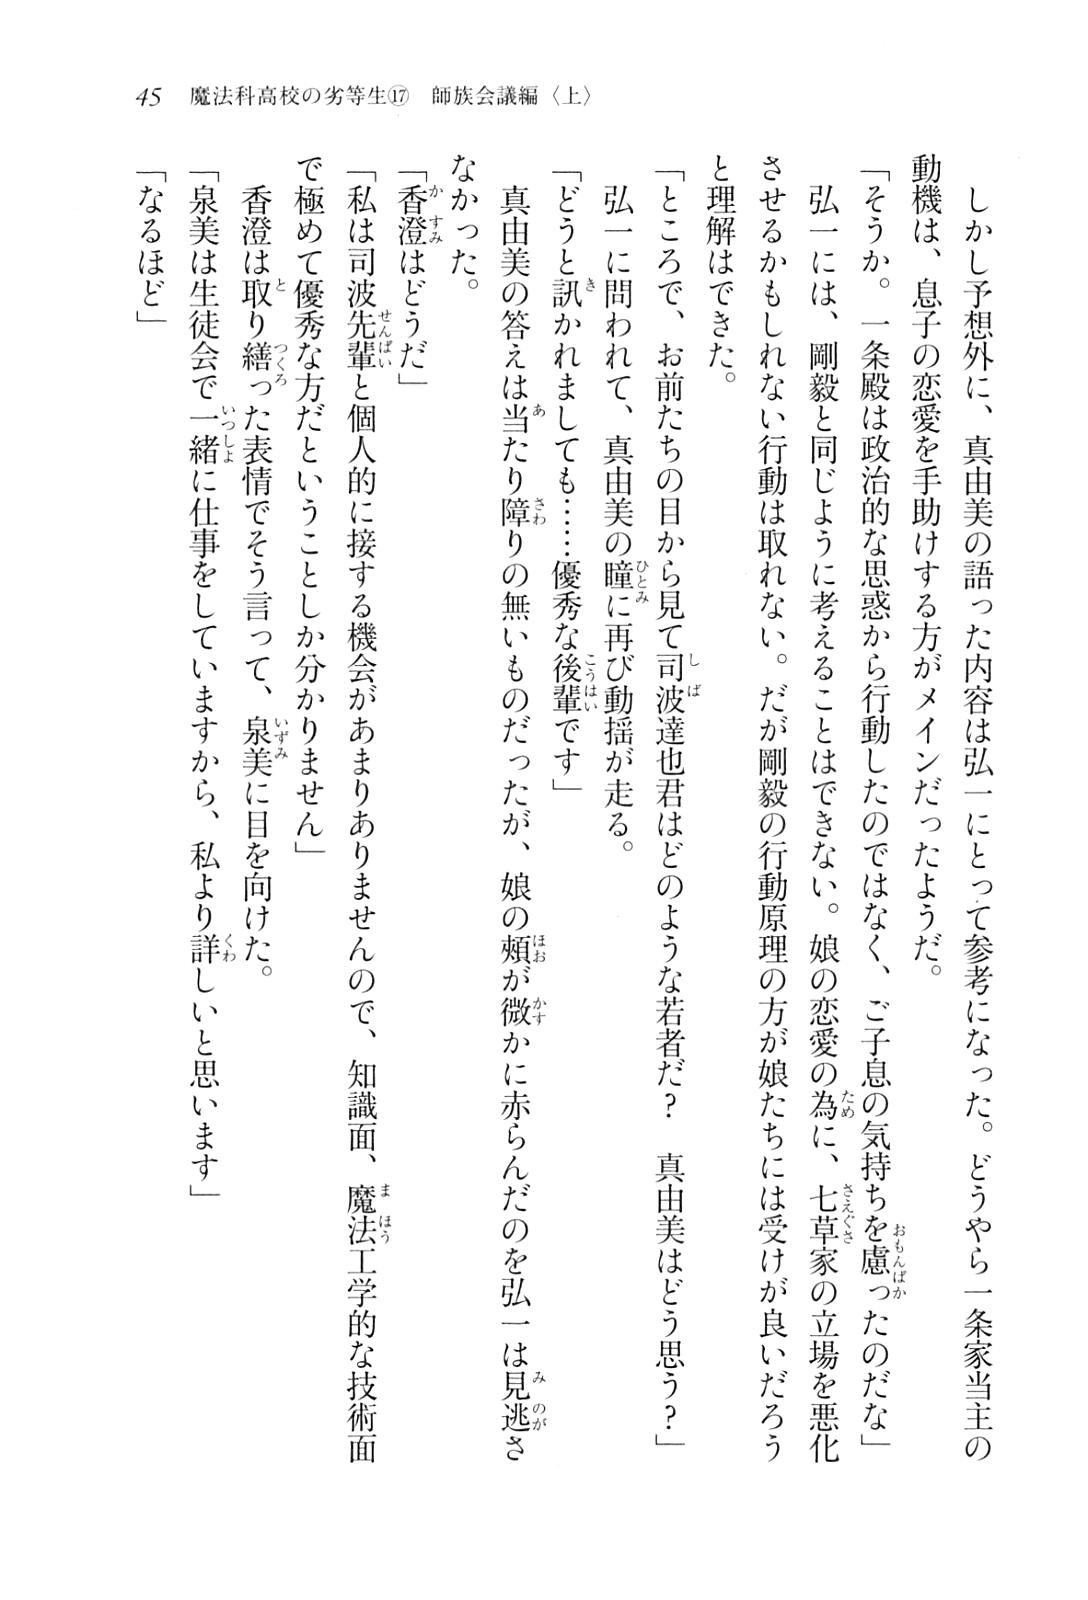 45　魔法科高校の劣等生⑰　師族会議編〈上〉
　しかし予想外に、真由美の語った内容は弘一にとって参考になった。どうやら一条家当主の
動機は、息子の恋愛を手助けする方がメインだったようだ。
「そうか。一条殿は政治的な思惑から行動したのではなく、ご子息の気持ちを慮ったのだな」
　弘一には、剛毅と同じように考えることはできない。娘の恋愛の為に、七草家の立場を悪化
させるかもしれない行動は取れない。だが剛毅の行動原理の方が娘たちには受けが良いだろう
と理解はできた。
「ところで、お前たちの目から見て司波達也君はどのような若者だ？　真由美はどう思う？」
　弘一に問われて、真由美の瞳に再び動揺が走る。
「どうと訊かれましても……優秀な後輩です」
　真由美の答えは当たり障りの無いものだったが、娘の頰が微かに赤らんだのを弘一は見逃さ
なかった。
「香澄はどうだ」
「私は司波先輩と個人的に接する機会があまりありませんので、知識面、魔法工学的な技術面
で極めて優秀な方だということしか分かりません」
　香澄は取り繕った表情でそう言って、泉美に目を向けた。
「泉美は生徒会で一緒に仕事をしていますから、私より詳しいと思います」
「なるほど」